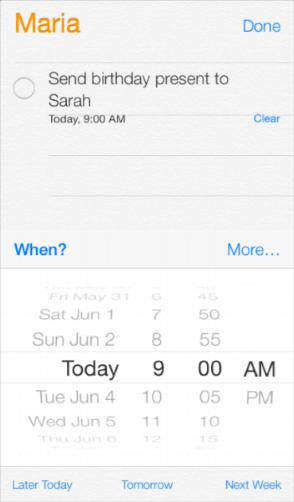 Maria Done
Send birthday present to
Sarah
Today, 9:00 AM Clear
When? More...
Fri May 31 6 45
Sat Jun 1 7 50
Sun Jun 2 8 55
Today 9 00 AM
Tue Jun 4 10 05 PM
Wed Jun 5 11 10
Thu Jun 6 12 15
Later Today Tomorrow Next Week